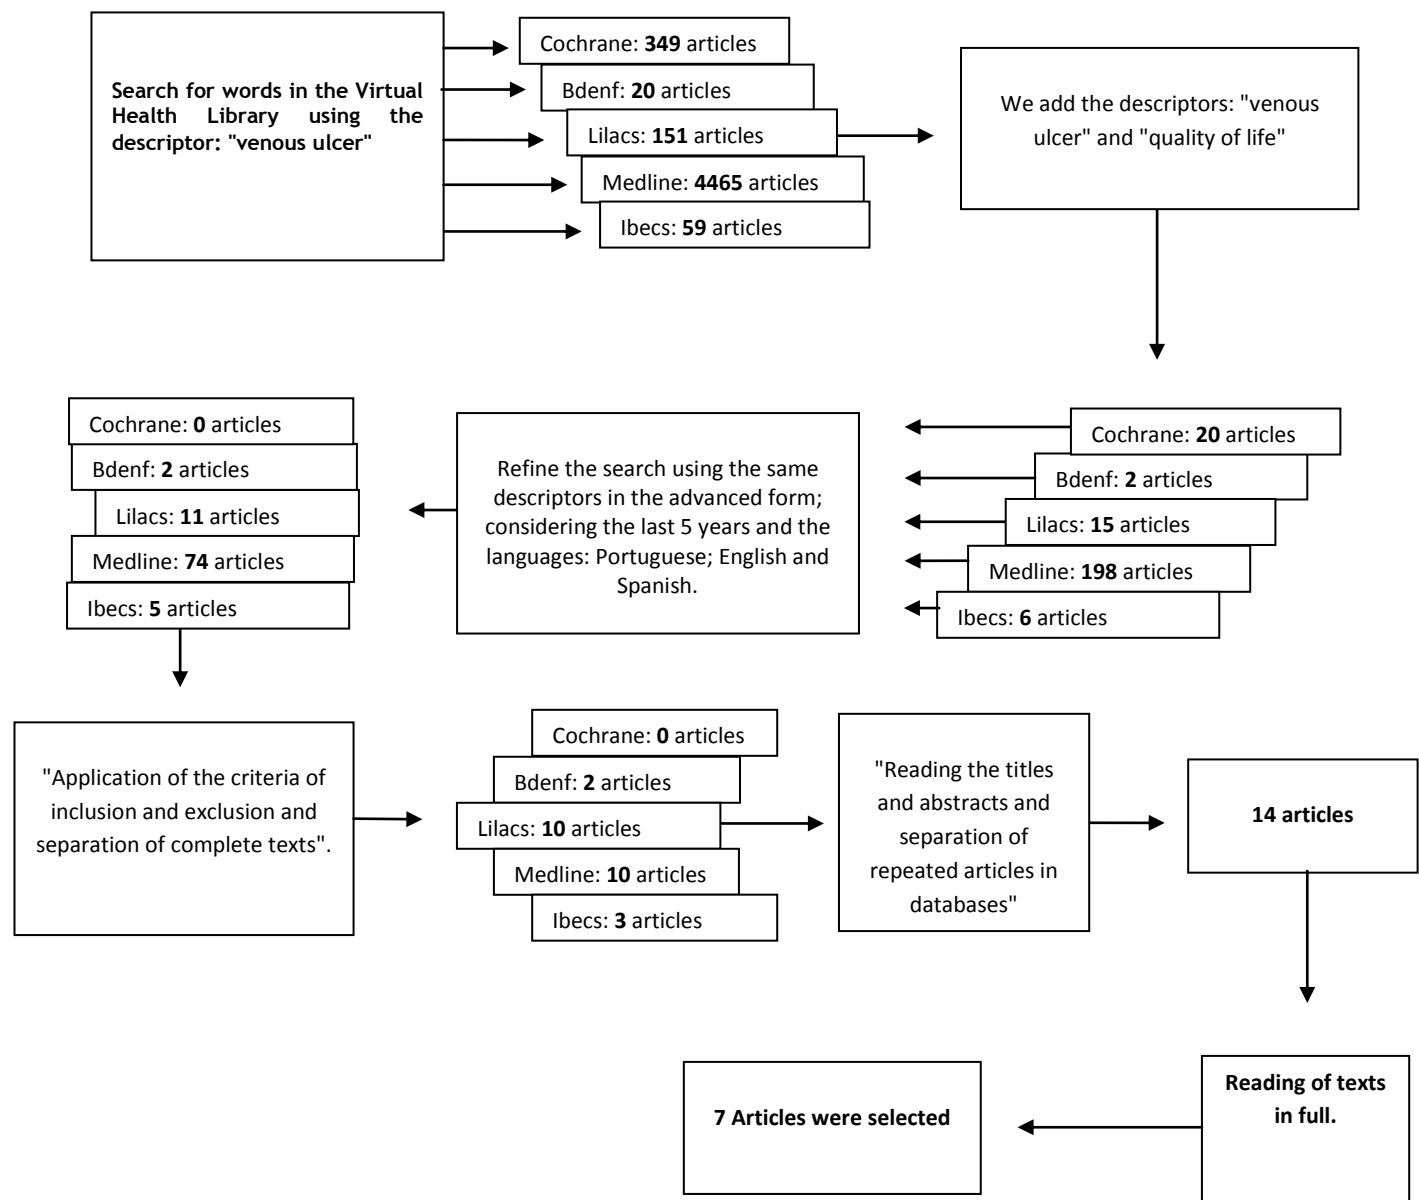 Search for words in the Virtual
Health Library using the
descriptor: "venous ulcer"
Cochrane: 349 articles
Bdenf: 20 articles
Lilacs: 151 articles
Medline: 4465 articles
Ibecs: 59 articles
We add the descriptors: "venous
ulcer" and "quality of life"
Cochrane: 20 articles
Bdenf: 2 articles
Lilacs: 15 articles
Medline: 198 articles
Ibecs: 6 articles
Refine the search using the same
descriptors in the advanced form;
considering the last 5 years and the
languages: Portuguese; English and
Spanish.
Cochrane: 0 articles
Bdenf: 2 articles
Lilacs: 11 articles
Medline: 74 articles
Ibecs: 5 articles
"Application of the criteria of
inclusion and exclusion and
separation of complete texts".
Cochrane: 0 articles
Bdenf: 2 articles
Lilacs: 10 articles
Medline: 10 articles
Ibecs: 3 articles
"Reading the titles
and abstracts and
separation of
repeated articles in
databases"
14 articles
Reading of texts
in full.
7 Articles were selected